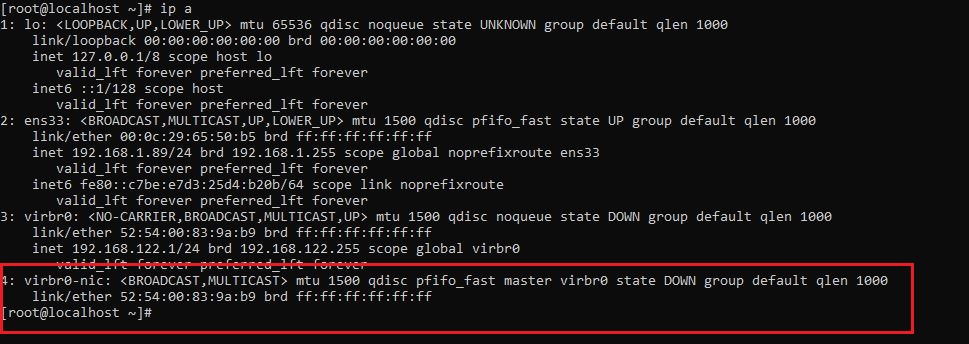 [root@localhost ~]# ip a
1: lo: <LOOPBACK,UP,LOWER_UP> mtu 65536 qdisc noqueue state UNKNOWN group default qlen 1000
    link/loopback 00:00:00:00:00:00 brd 00:00:00:00:00:00
    inet 127.0.0.1/8 scope host lo
       valid_lft forever preferred_lft forever
    inet6 ::1/128 scope host
       valid_lft forever preferred_lft forever
2: ens33: <BROADCAST,MULTICAST,UP,LOWER_UP> mtu 1500 qdisc pfifo_fast state UP group default qlen 1000
    link/ether 00:0c:29:65:50:b5 brd ff:ff:ff:ff:ff:ff
    inet 192.168.1.89/24 brd 192.168.1.255 scope global noprefixroute ens33
       valid_lft forever preferred_lft forever
    inet6 fe80::c7be:e7d3:25d4:b20b/64 scope link noprefixroute
       valid_lft forever preferred_lft forever
3: virbr0: <NO-CARRIER,BROADCAST,MULTICAST,UP> mtu 1500 qdisc noqueue state DOWN group default qlen 1000
    link/ether 52:54:00:83:9a:b9 brd ff:ff:ff:ff:ff:ff
    inet 192.168.122.1/24 brd 192.168.122.255 scope global virbr0
       valid_lft forever preferred_lft forever
4: virbr0-nic: <BROADCAST,MULTICAST> mtu 1500 qdisc pfifo_fast master virbr0 state DOWN group default qlen 1000
    link/ether 52:54:00:83:9a:b9 brd ff:ff:ff:ff:ff:ff
[root@localhost ~]#